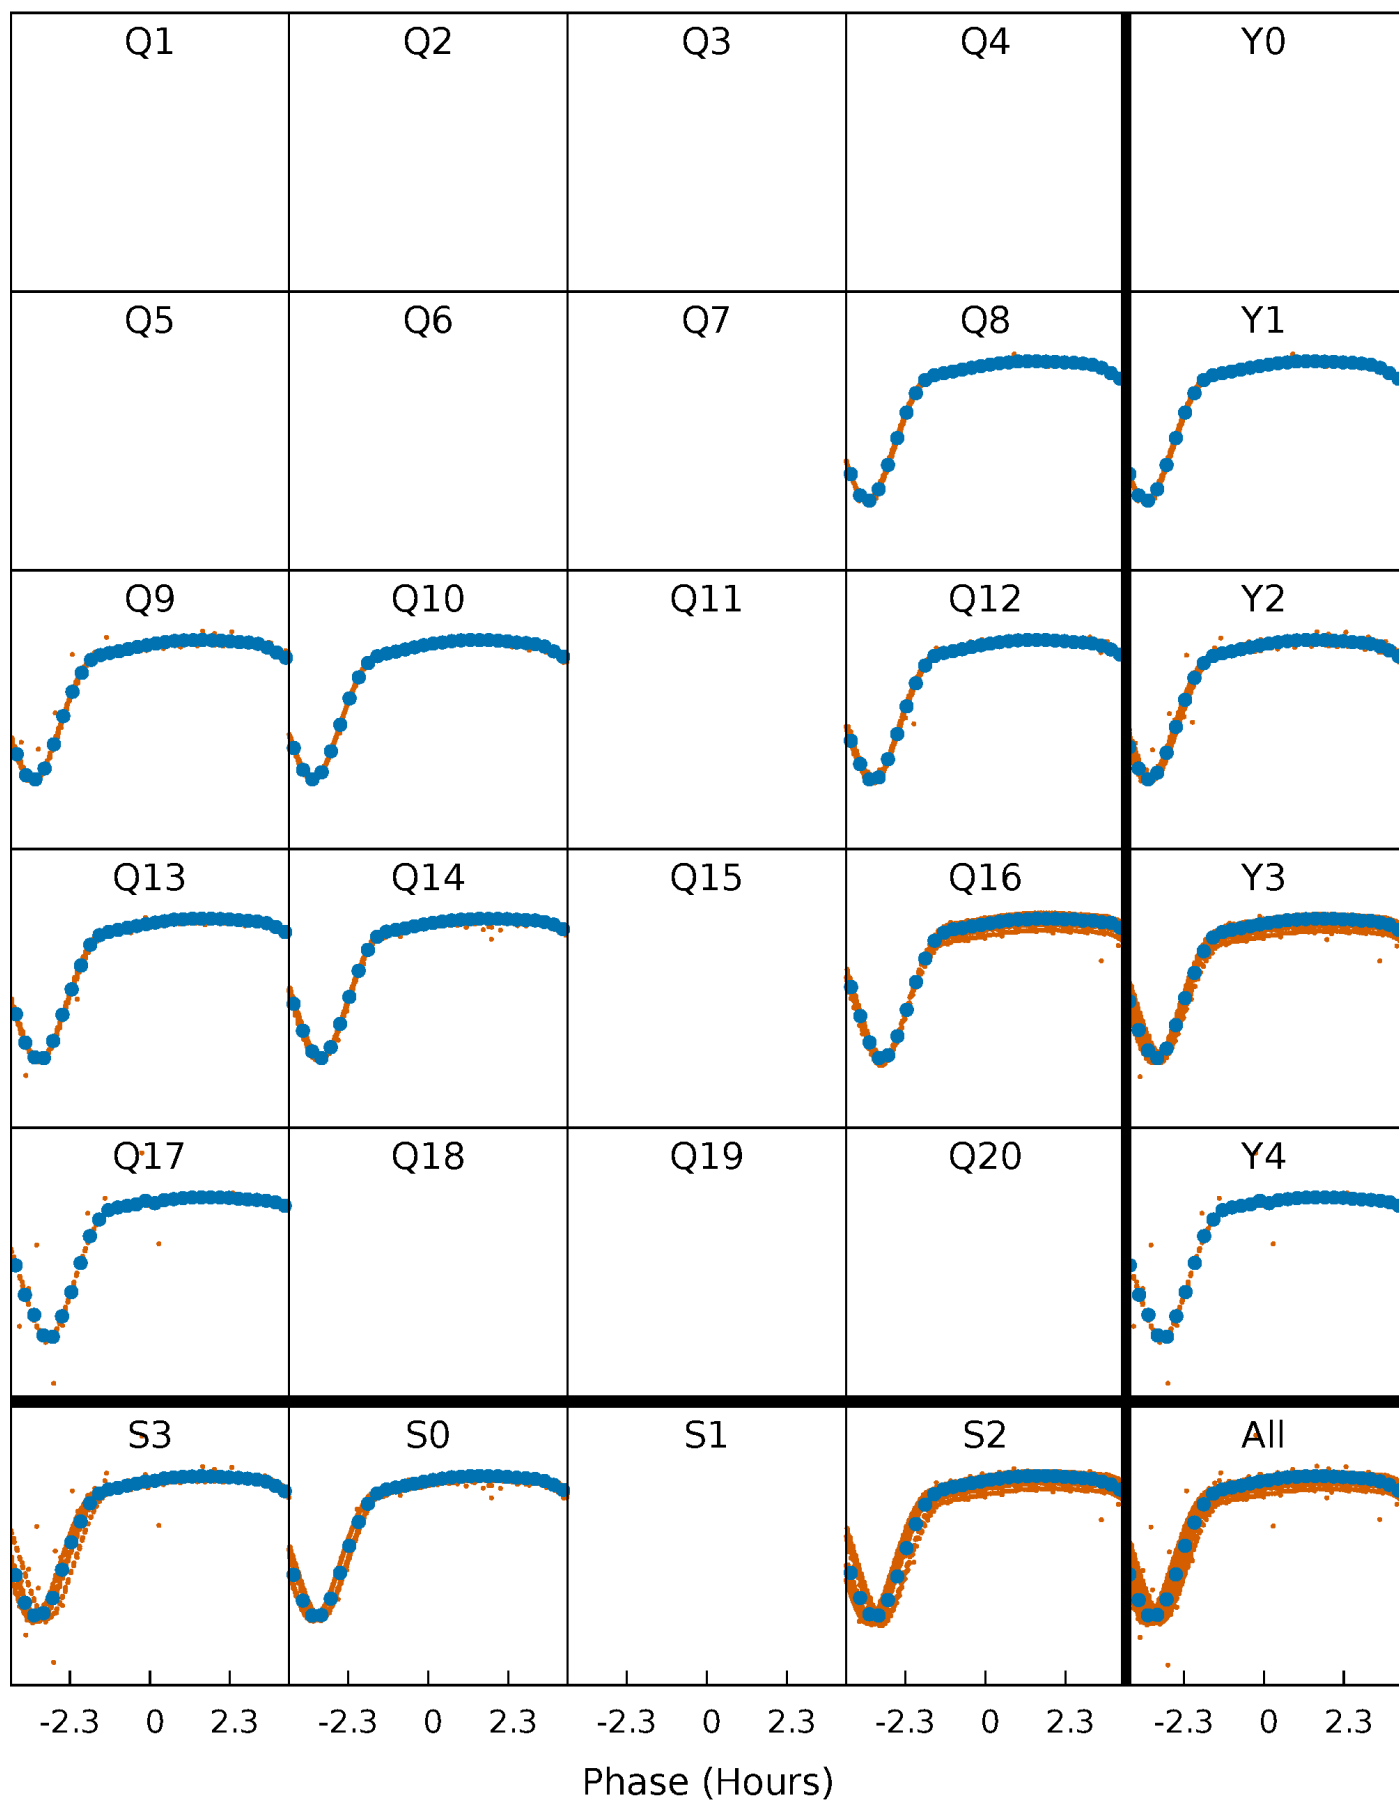 Q1 Q2 Q3 Q4 Y0
Q5 Q6 Q7 Q8 Y1
Q9 Q10 Q11 Q12 Y2
Q13 Q14 Q15 Q16 Y3
Q17 Q18 Q19 Q20 Y4
S3 S0 S1 S2 All
-2.3 0 2.3 -2.3 0 2.3 -2.3 0 2.3 -2.3 0 2.3 -2.3 0 2.3
Phase (Hours)